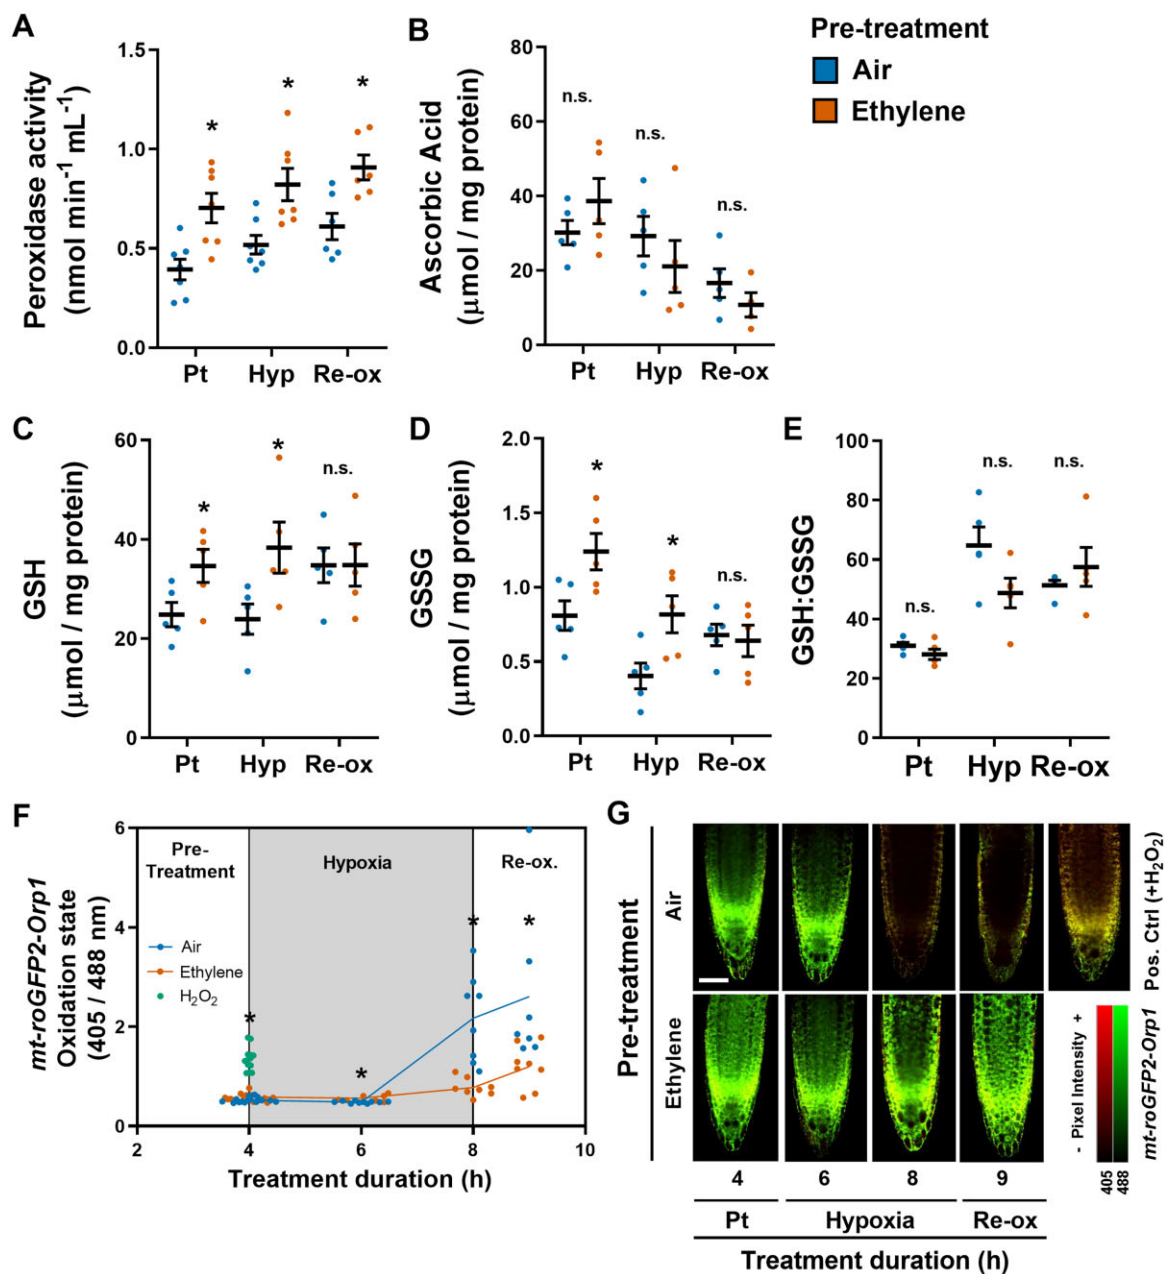 A
Peroxidase activity
(nmol min⁻¹ mL⁻¹)
1.5
1.0
0.5
0.0
*
*
*
Pt
Hyp
Re-ox
B
Ascorbic Acid
(μmol / mg protein)
80
60
40
20
0
n.s.
n.s.
n.s.
Pt
Hyp
Re-ox
Pre-treatment
Air
Ethylene
C
GSH
(μmol / mg protein)
60
40
20
0
*
*
n.s.
Pt
Hyp
Re-ox
D
GSSG
(μmol / mg protein)
2.0
1.5
1.0
0.5
0.0
*
*
n.s.
Pt
Hyp
Re-ox
E
GSH:GSSG
100
80
60
40
20
0
n.s.
n.s.
n.s.
Pt
Hyp
Re-ox
F
mt-roGFP2-Orp1
Oxidation state
(405 / 488 nm)
6
4
2
0
Pre-
Treatment
Hypoxia
Re-ox.
Air
Ethylene
H₂O₂
*
*
*
*
2
4
6
8
10
Treatment duration (h)
G
Pre-treatment
Air
Ethylene
Pos. Ctrl (+H₂O₂)
- Pixel Intensity +
mt-roGFP2-Orp1
405
488
4
6
8
9
Pt
Hypoxia
Re-ox
Treatment duration (h)